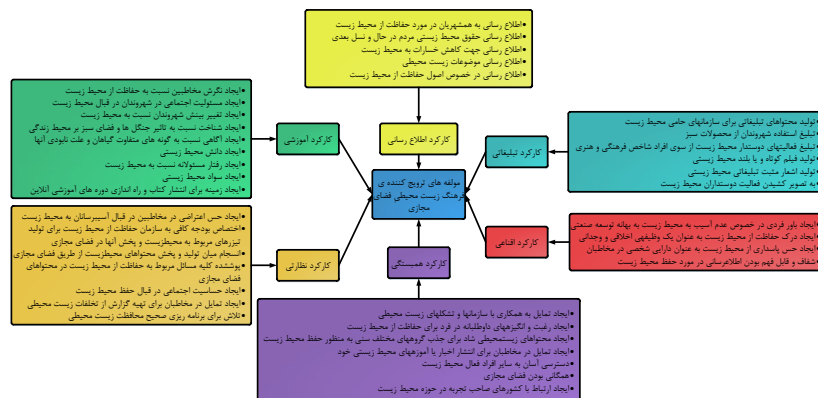 *اطلاع رسانی به همشهریان در مورد حفاظت از محیط زیست
*اطلاع رسانی حقوق محیط زیستی مردم در حال و نسل بعدی
*اطلاع رسانی جهت کاهش خسارات به محیط زیست
*اطلاع رسانی موضوعات زیست محیطی
*اطلاع رسانی در خصوص اصول حفاظت از محیط زیست
کارکرد اطلاع رسانی
*ایجاد نگرش مخاطبین نسبت به حفاظت از محیط زیست
*ایجاد مسئولیت اجتماعی در شهروندان در قبال محیط زیست
*ایجاد تغییر بینش شهروندان نسبت به محیط زیست
*ایجاد شناخت نسبت به تاثیر جنگل ها و فضای سبز بر محیط زندگی
*ایجاد آگاهی نسبت به گونه های متفاوت گیاهان و علت نابودی آنها
*ایجاد دانش محیط زیستی
*ایجاد رفتار مسئولانه نسبت به محیط زیست
*ایجاد سواد محیط زیستی
*ایجاد زمینه برای انتشار کتاب و راه اندازی دوره های آموزشی آنلاین
کارکرد آموزشی
*تولید محتواهای تبلیغاتی برای سازمانهای حامی محیط زیست
*تبلیغ استفاده شهروندان از محصولات سبز
*تبلیغ فعالیتهای دوستدار محیط زیست از سوی افراد شاخص فرهنگی و هنری
*تولید فیلم کوتاه و یا بلند محیط زیستی
*تولید اشعار مثبت تبلیغاتی محیط زیستی
*به تصویر کشیدن فعالیت دوستداران محیط زیست
کارکرد تبلیغاتی
مولفه های ترویج کننده ی
فرهنگ زیست محیطی فضای
مجازی
*ایجاد حس اعتراضی در مخاطبین در قبال آسیبرسانان به محیط زیست
*اختصاص بودجه کافی به سازمان حفاظت از محیط زیست برای تولید
تیزرهای مربوط به محیطزیست و پخش آنها در فضای مجازی
*انسجام میان تولید و پخش محتواهای محیطزیست از طریق فضای مجازی
*پوششده کلیه مسائل مربوط به حفاظت از محیط زیست در محتواهای
فضای مجازی
*ایجاد حساسیت اجتماعی در قبال حفظ محیط زیست
*ایجاد تمایل در مخاطبان برای تهیه گزارش از تخلفات زیست محیطی
*تلاش برای برنامه ریزی صحیح محافظت زیست محیطی
کارکرد نظارتی
*ایجاد باور فردی در خصوص عدم آسیب به محیط زیست به بهانه توسعه صنعتی
*ایجاد درک حفاظت از محیط زیست به عنوان یک وظیفهی اخلاقی و وجدانی
*ایجاد حس پاسداری از محیط زیست به عنوان دارایی شخصی در مخاطبان
*شفاف و قابل فهم بودن اطلاعرسانی در مورد حفظ محیط زیست
کارکرد اقناعی
کارکرد همبستگی
*ایجاد تمایل به همکاری با سازمانها و تشکلهای زیست محیطی
*ایجاد رغبت و انگیزههای داوطلبانه در فرد برای حفاظت از محیط زیست
*ایجاد محتواهای زیستمحیطی شاد برای جذب گروههای مختلف سنی به منظور حفظ محیط زیست
*ایجاد تمایل در مخاطبان برای انتشار اخبار یا آموزههای محیط زیستی خود
*دسترسی آسان به سایر افراد فعال محیط زیست
*همگانی بودن فضای مجازی
*ایجاد ارتباط با کشورهای صاحب تجربه در حوزه محیط زیست